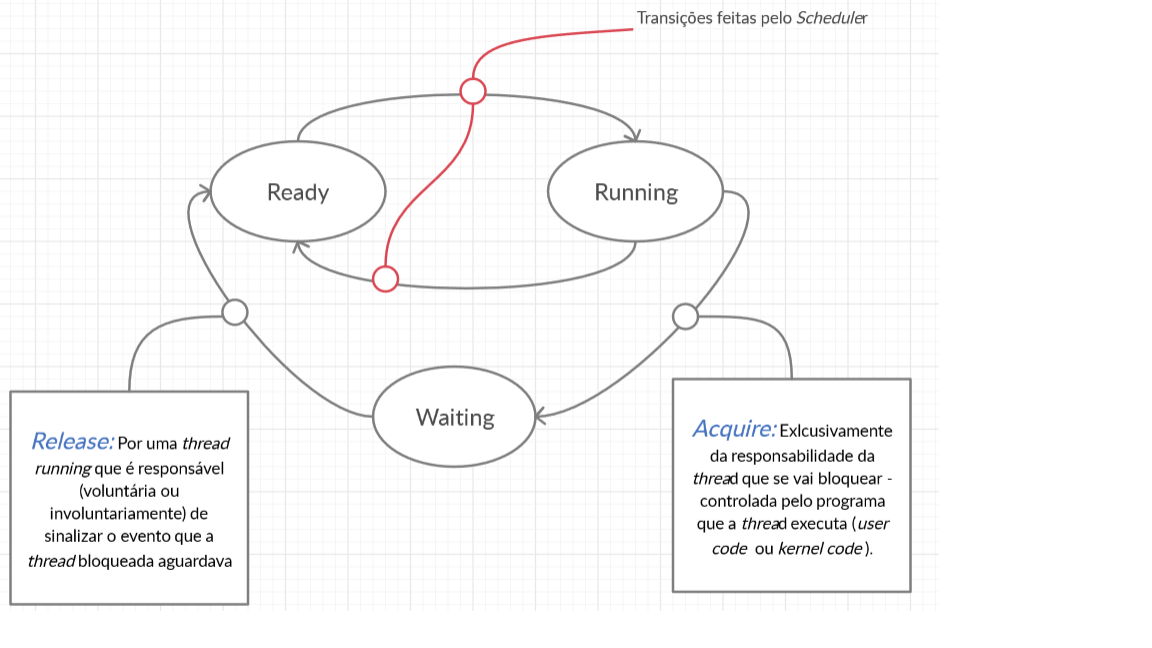 Transições feitas pelo Scheduler
Ready
Running
Waiting
Release: Por uma thread
running que é responsável
(voluntária ou
involuntariamente) de
sinalizar o evento que a
thread bloqueada aguardava
Acquire: Exlcusivamente
da responsabilidade da
thread que se vai bloquear -
controlada pelo programa
que a thread executa (user
code ou kernel code).